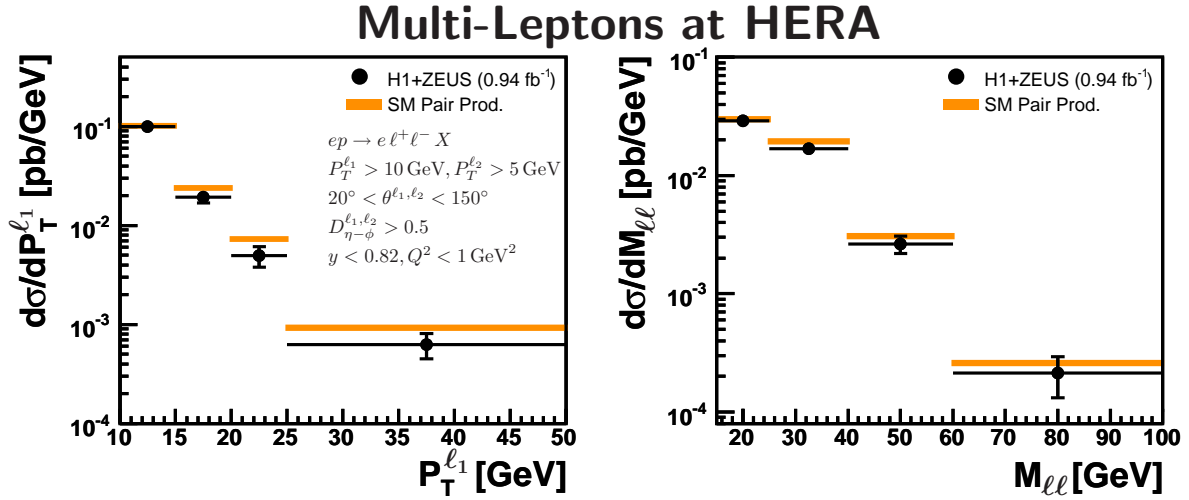 Multi-Leptons at HERA
dσ/dP_T^{ℓ1} [pb/GeV]
10^-1
10^-2
10^-3
10^-4
H1+ZEUS (0.94 fb^-1)
SM Pair Prod.
ep → e ℓ^+ ℓ^- X
P_T^{ℓ1} > 10 GeV, P_T^{ℓ2} > 5 GeV
20° < θ^{ℓ1,ℓ2} < 150°
D_{η−φ}^{ℓ1,ℓ2} > 0.5
y < 0.82, Q^2 < 1 GeV^2
10 15 20 25 30 35 40 45 50
P_T^{ℓ1} [GeV]
dσ/dM_{ℓℓ} [pb/GeV]
10^-1
10^-2
10^-3
10^-4
H1+ZEUS (0.94 fb^-1)
SM Pair Prod.
20 30 40 50 60 70 80 90 100
M_{ℓℓ} [GeV]